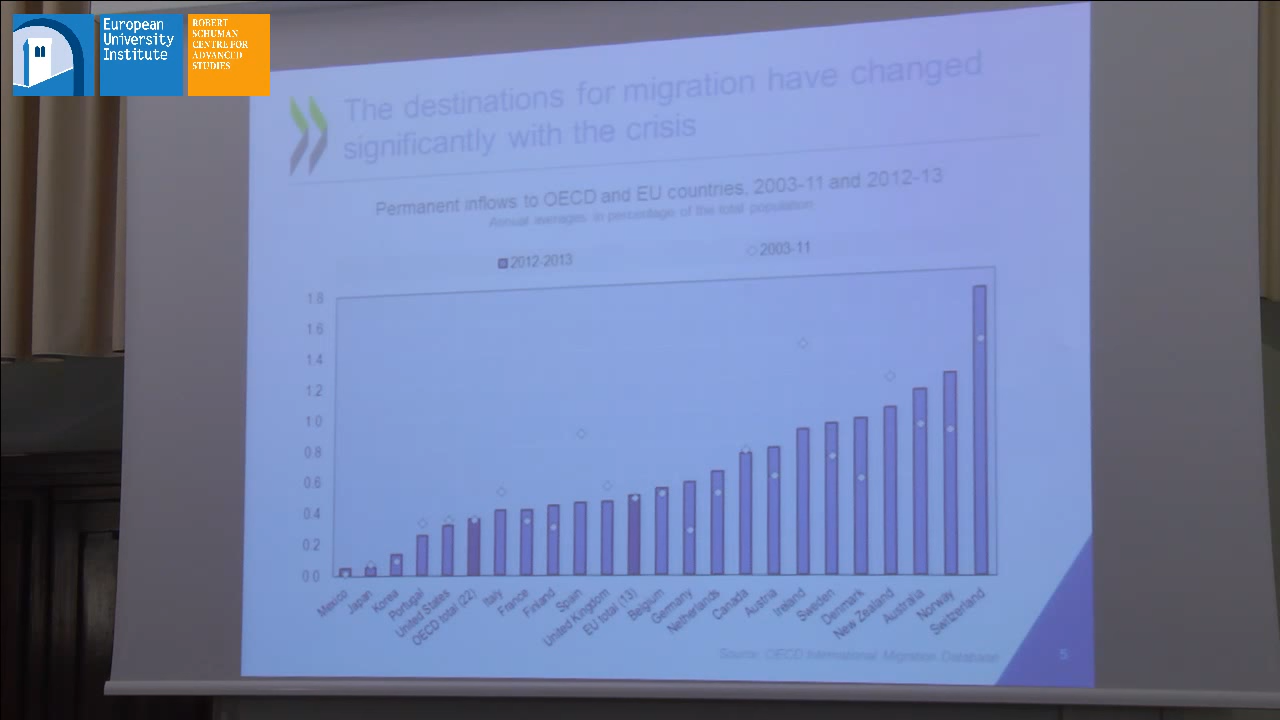 European
University
Institute
ROBERT
SCHUMAN
CENTRE FOR
ADVANCED
STUDIES
The destinations for migration have changed
significantly with the crisis
Permanent inflows to OECD and EU countries, 2003-11 and 2012-13
Annual averages in percentage of the total population
2012-2013
2003-11
1.8
1.6
1.4
1.2
1.0
0.8
0.6
0.4
0.2
0.0
Mexico
Japan
Korea
Portugal
United States
OECD total (22)
Italy
France
Finland
Spain
United Kingdom
EU total (13)
Belgium
Germany
Netherlands
Canada
Austria
Ireland
Sweden
Denmark
New Zealand
Australia
Norway
Switzerland
Source: OECD International Migration Database
5